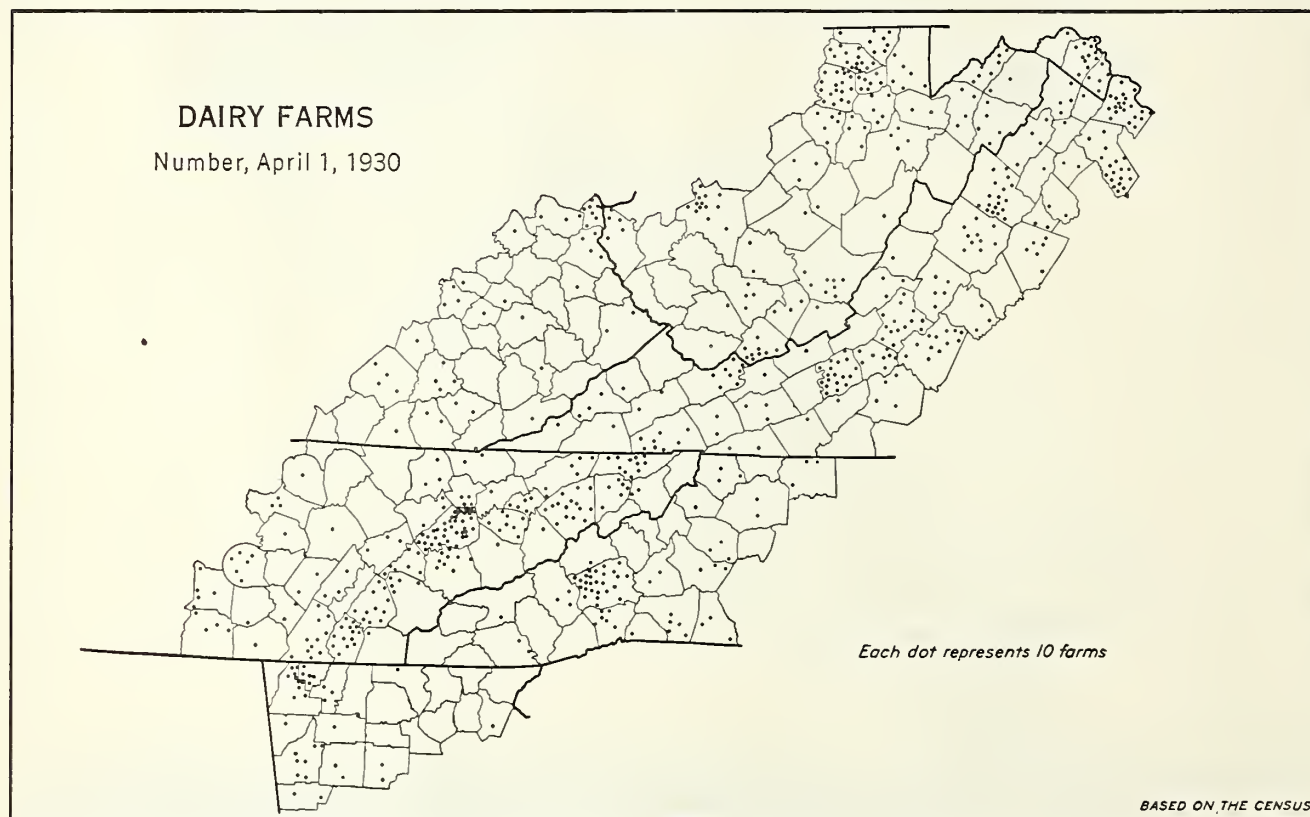 DAIRY FARMS
Number, April 1, 1930
Each dot represents 10 farms
BASED ON THE CENSUS